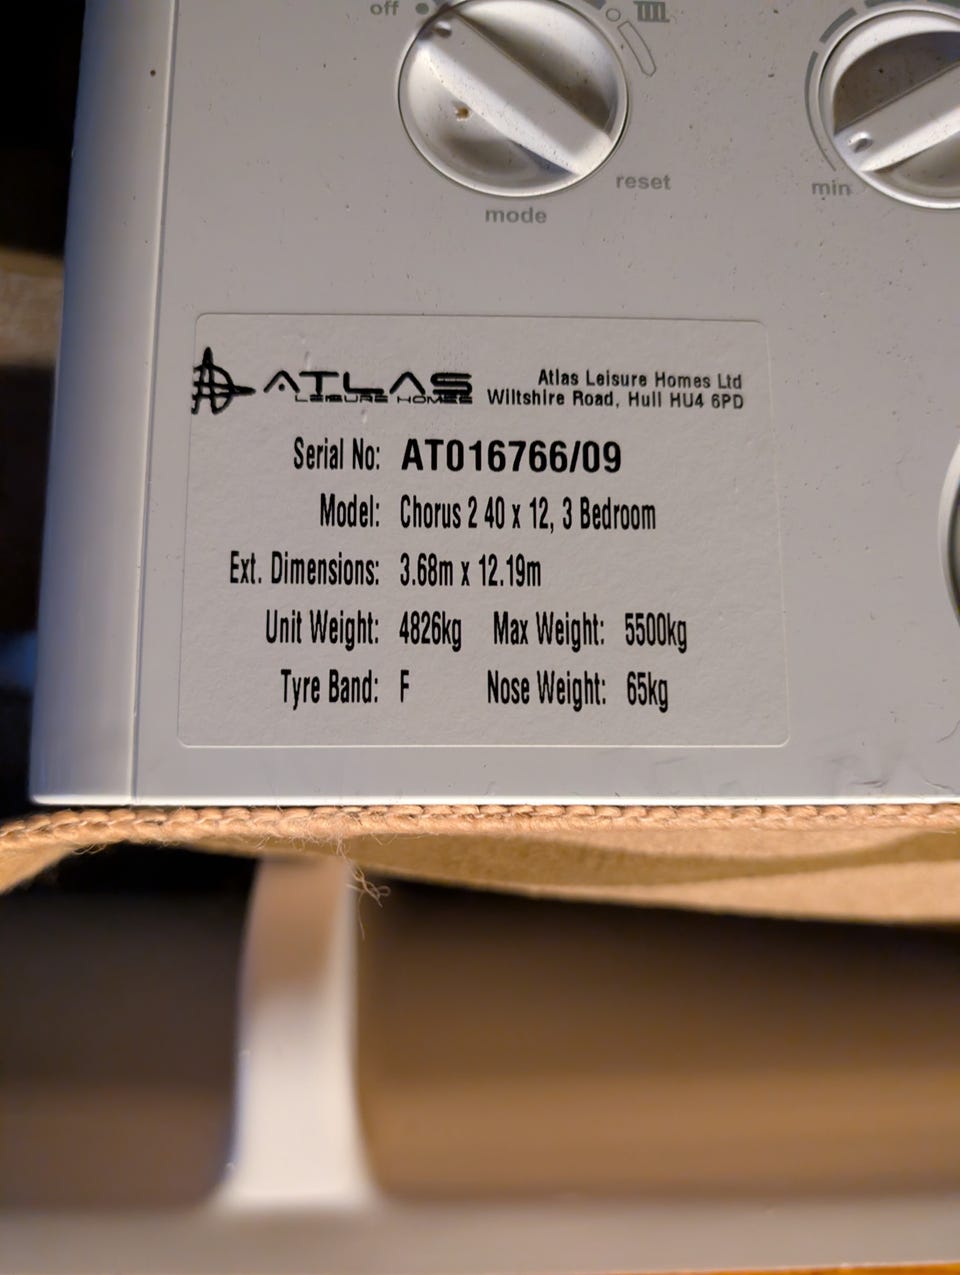 off
reset
mode
min
ATLAS
LEISURE HOMES
Atlas Leisure Homes Ltd
Wiltshire Road, Hull HU4 6PD
Serial No: AT016766/09
Model: Chorus 2 40 x 12, 3 Bedroom
Ext. Dimensions: 3.68m x 12.19m
Unit Weight: 4826kg Max Weight: 5500kg
Tyre Band: F Nose Weight: 65kg